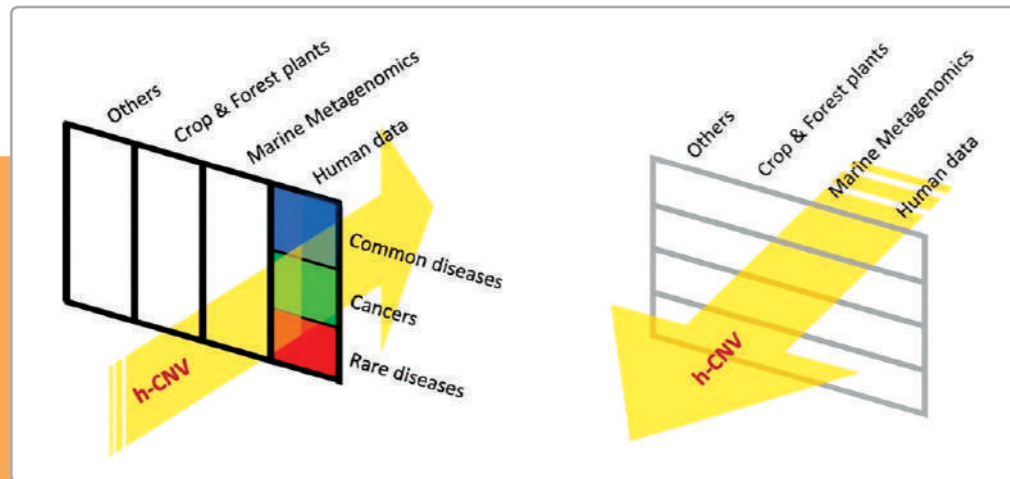 Others
Crop & Forest plants
Marine Metagenomics
Human data
Common diseases
Cancers
Rare diseases
h-CNV
Others
Crop & Forest plants
Marine Metagenomics
Human data
h-CNV